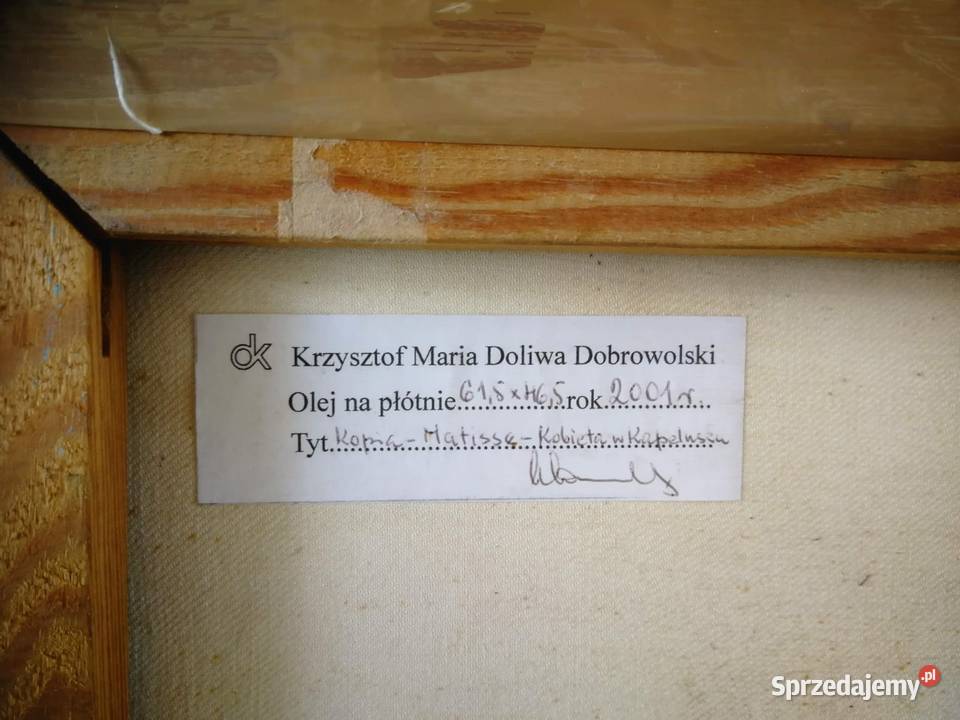 dk Krzysztof Maria Doliwa Dobrowolski
Olej na płótnie 61,5 x 46,5 rok 2001 r.
Tyt. Kopia - Matisse - Kobieta w Kapeluszu
Sprzedajemy.pl